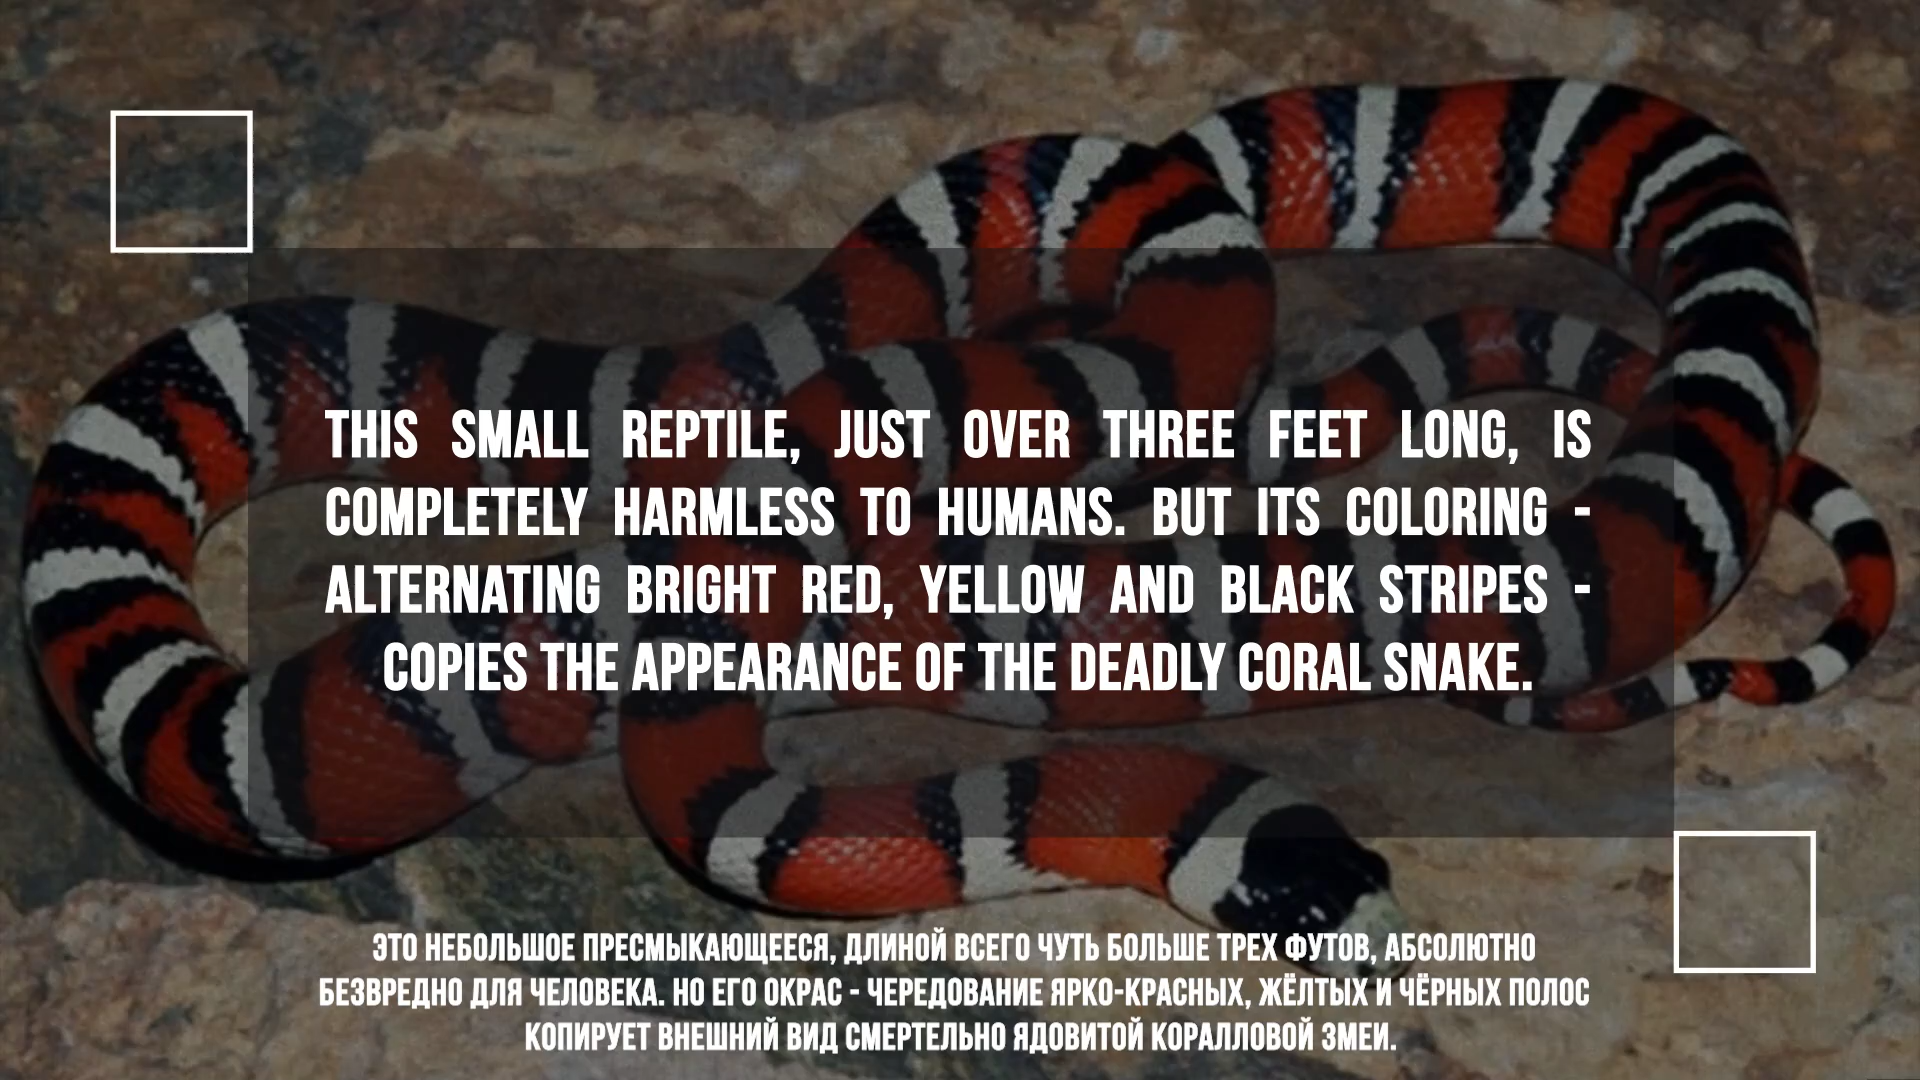 THIS SMALL REPTILE, JUST OVER THREE FEET LONG, IS
COMPLETELY HARMLESS TO HUMANS. BUT ITS COLORING -
ALTERNATING BRIGHT RED, YELLOW AND BLACK STRIPES -
COPIES THE APPEARANCE OF THE DEADLY CORAL SNAKE.
ЭТО НЕБОЛЬШОЕ ПРЕСМЫКАЮЩЕЕСЯ, ДЛИНОЙ ВСЕГО ЧУТЬ БОЛЬШЕ ТРЕХ ФУТОВ, АБСОЛЮТНО
БЕЗВРЕДНО ДЛЯ ЧЕЛОВЕКА. НО ЕГО ОКРАС - ЧЕРЕДОВАНИЕ ЯРКО-КРАСНЫХ, ЖЁЛТЫХ И ЧЁРНЫХ ПОЛОС
КОПИРУЕТ ВНЕШНИЙ ВИД СМЕРТЕЛЬНО ЯДОВИТОЙ КОРАЛЛОВОЙ ЗМЕИ.